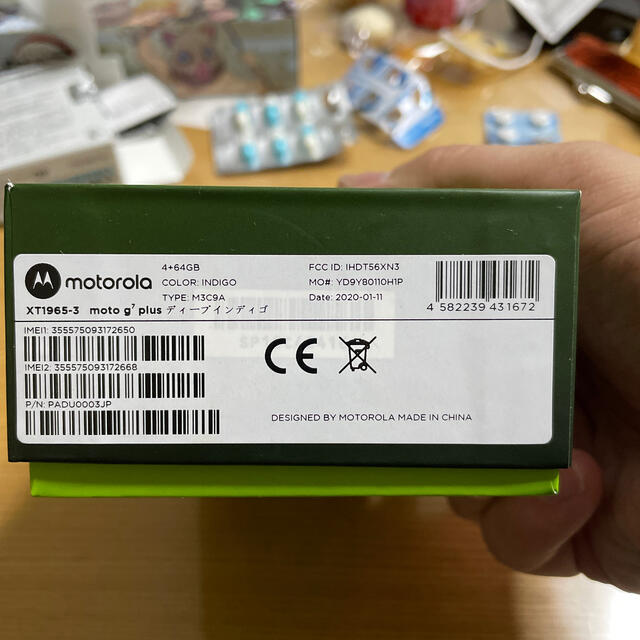 motorola
4+64GB
COLOR: INDIGO
TYPE: M3C9A
FCC ID: IHDT56XN3
MO#: YD9Y80110H1P
Date: 2020-01-11
4 582239 431672
XT1965-3 moto g7 plus ディープインディゴ
IMEI1: 355575093172650
IMEI2: 355575093172668
P/N: PADU0003JP
CE
DESIGNED BY MOTOROLA MADE IN CHINA